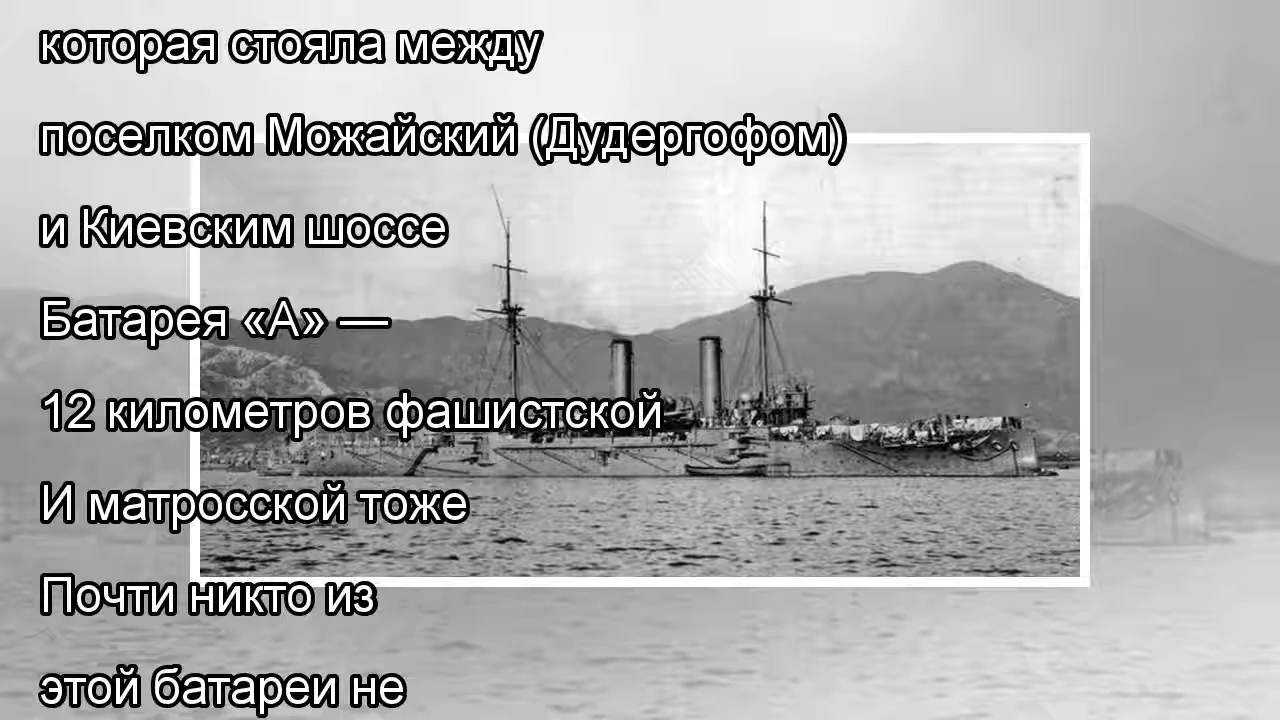 которая стояла между
поселком Можайский (Дудергофом)
и Киевским шоссе
Батарея «А» —
12 километров фашистской
И матросской тоже
Почти никто из
этой батареи не